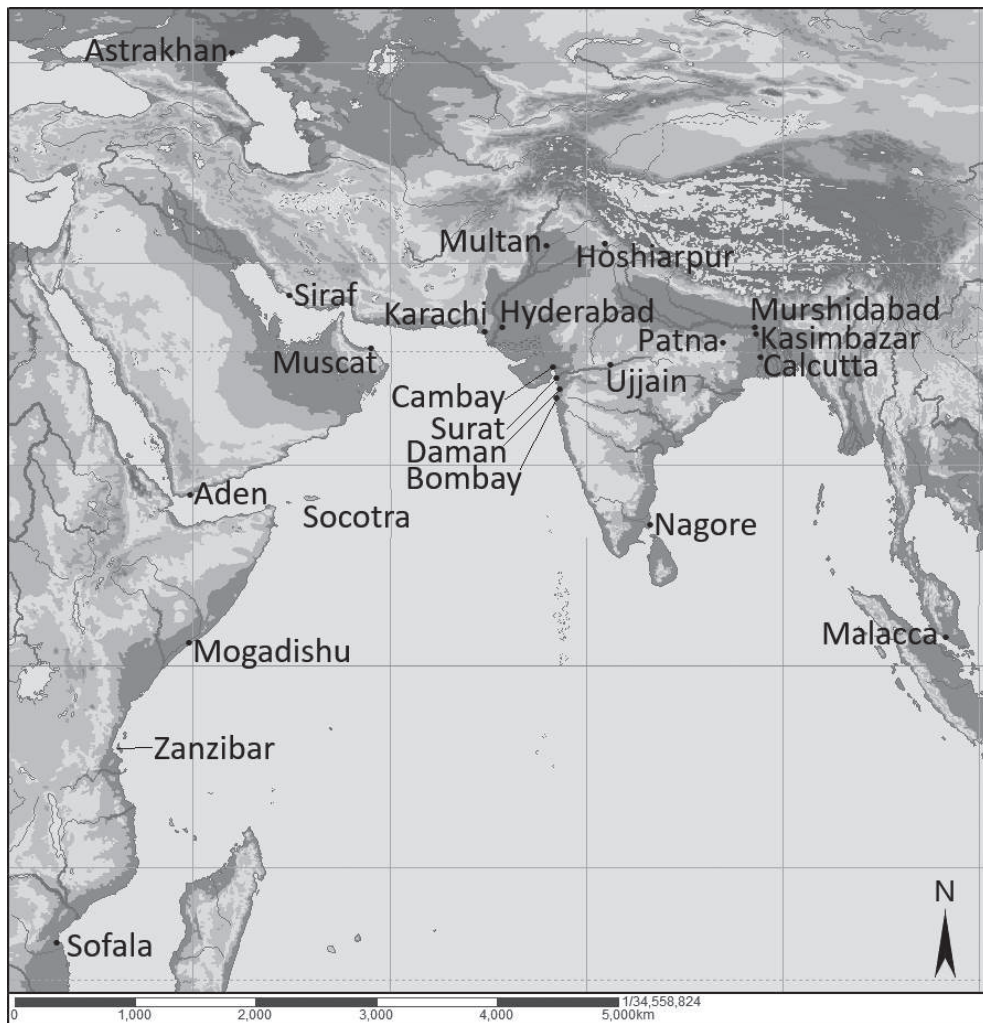 Astrakhan
Multan
Hoshiarpur
Siraf
Karachi
Hyderabad
Murshidabad
Muscat
Patna
Kasimbazar
Calcutta
Cambay
Ujjain
Surat
Daman
Bombay
Aden
Socotra
Nagore
Mogadishu
Malacca
Zanzibar
N
Sofala
1/34,558,824
0 1,000 2,000 3,000 4,000 5,000km